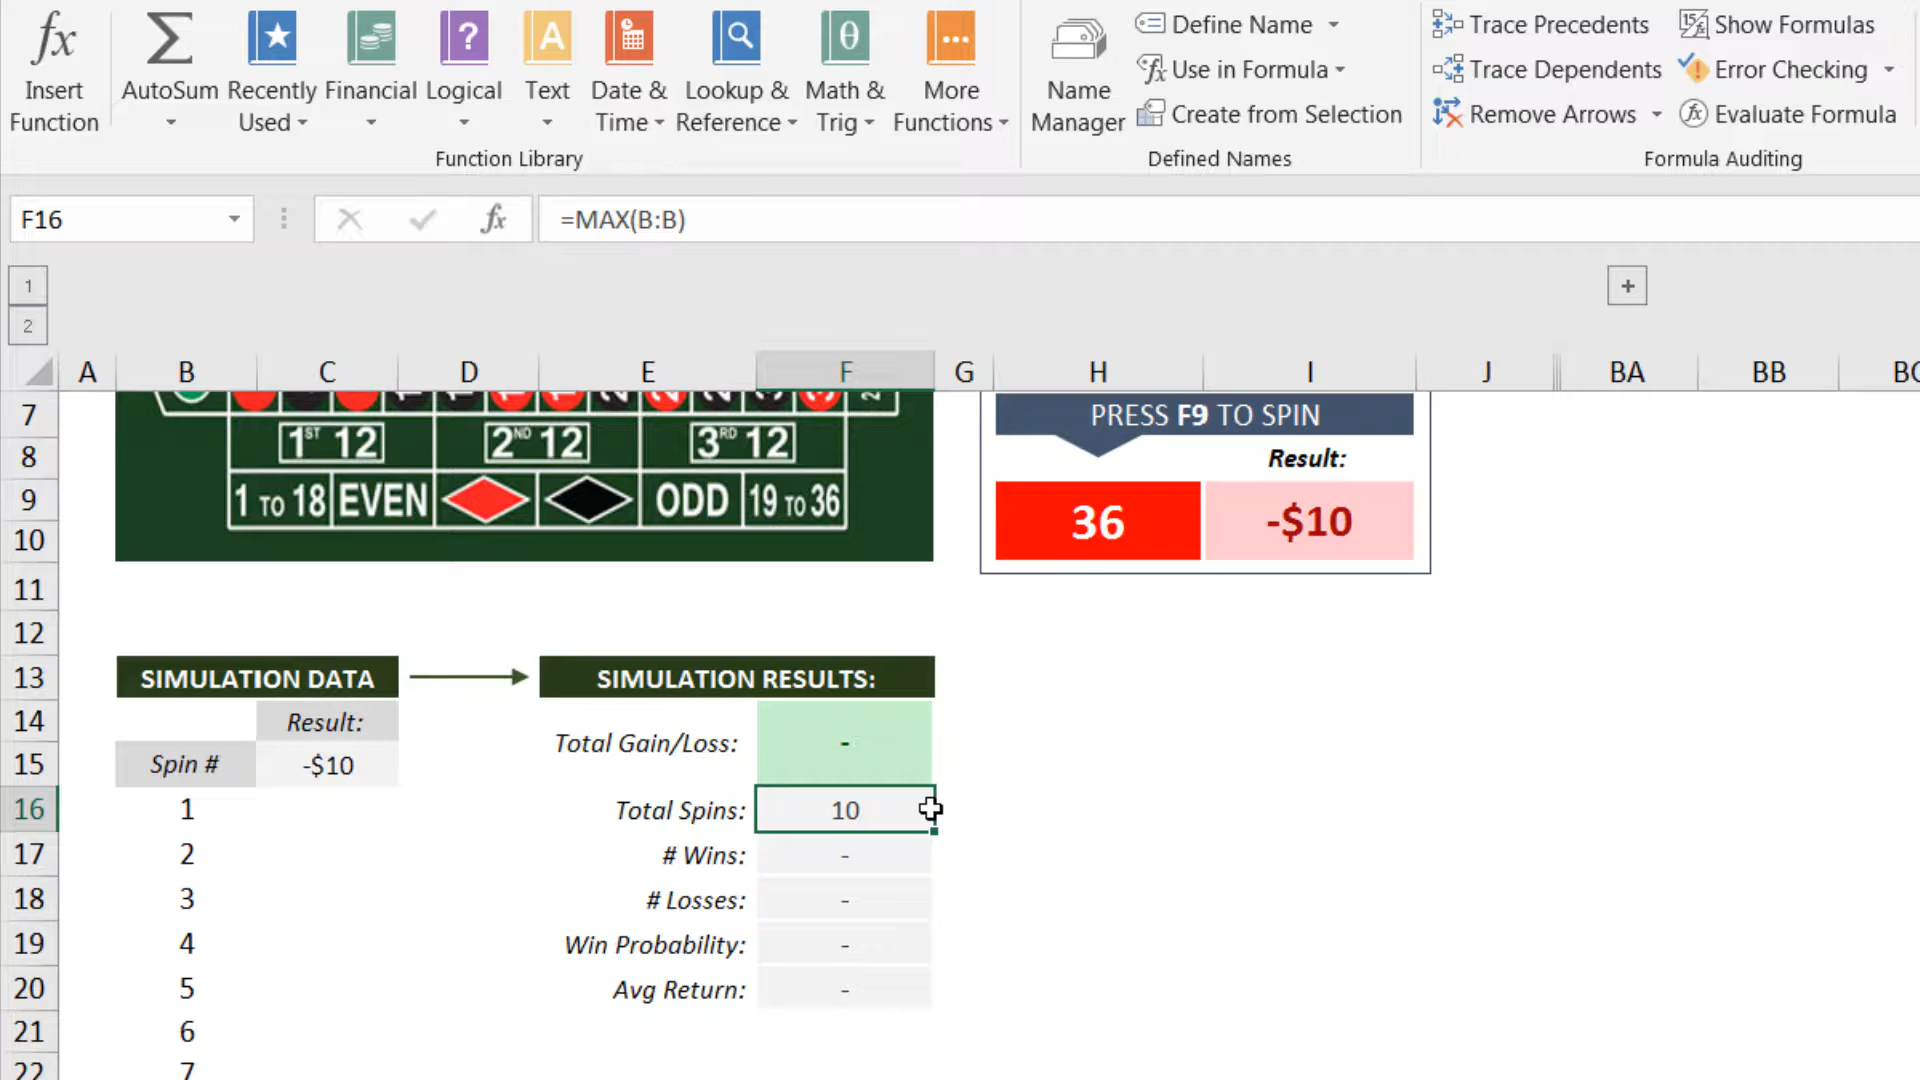 fx
Insert
Function
AutoSum
Recently
Used
Financial
Logical
Text
Date &
Time
Lookup &
Reference
Math &
Trig
More
Functions
Function Library
Name
Manager
Define Name
Use in Formula
Create from Selection
Defined Names
Trace Precedents
Trace Dependents
Remove Arrows
Show Formulas
Error Checking
Evaluate Formula
Formula Auditing
F16
fx
=MAX(B:B)
1
2
+
A B C D E F G H I J BA BB
7
8
9
10
11
12
13
14
15
16
17
18
19
20
21
22
1ST 12
2ND 12
3RD 12
1 TO 18
EVEN
ODD
19 TO 36
PRESS F9 TO SPIN
Result:
36
-$10
SIMULATION DATA
Result:
Spin #
-$10
1
2
3
4
5
6
7
SIMULATION RESULTS:
Total Gain/Loss: -
Total Spins: 10
# Wins: -
# Losses: -
Win Probability: -
Avg Return: -